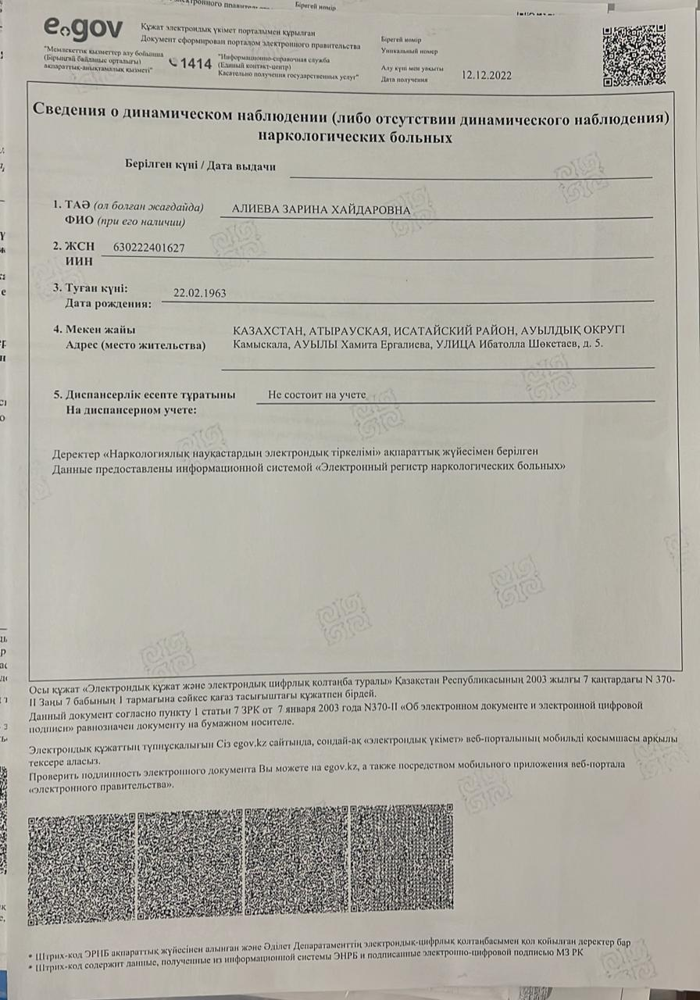 Бірегей нөмір
e.gov
Құжат электрондық үкімет порталымен құрылған
Документ сформирован порталом электронного правительства
"Мемлекеттік қызметтер алу бойынша
(Бірыңғай байланыс орталығы)
ақпараттық-анықтамалық қызметі"
1414
"Информационно-справочная служба
(Единый контакт-центр)
Касательно получения государственных услуг"
Бірегей нөмір
Уникальный номер
Алу күні мен уақыты
Дата получения
12.12.2022
Сведения о динамическом наблюдении (либо отсутствии динамического наблюдения)
наркологических больных
Берілген күні / Дата выдачи
1. ТАӘ (ол болған жағдайда)
ФИО (при его наличии)
АЛИЕВА ЗАРИНА ХАЙДАРОВНА
2. ЖСН
ИИН
630222401627
3. Туған күні:
Дата рождения:
22.02.1963
4. Мекен жайы
Адрес (место жительства)
КАЗАХСТАН, АТЫРАУСКАЯ, ИСАТАЙСКИЙ РАЙОН, АУЫЛДЫҚ ОКРУГІ
Камыскала, АУЫЛЫ Хамита Ергалиева, УЛИЦА Ибатолла Шөкетаев, д. 5.
5. Диспансерлік есепте тұратыны
На диспансерном учете:
Не состоит на учете
Деректер «Наркологиялық науқастардың электрондық тіркелімі» ақпараттық жүйесімен берілген
Данные предоставлены информационной системой «Электронный регистр наркологических больных»
Осы құжат «Электрондық құжат және электрондық цифрлық қолтаңба туралы» Қазақстан Республикасының 2003 жылғы 7 қаңтардағы N 370-
II Заңы 7 бабының 1 тармағына сәйкес қағаз тасығыштағы құжатпен бірдей.
Данный документ согласно пункту 1 статьи 7 ЗРК от 7 января 2003 года N370-II «Об электронном документе и электронной цифровой
подписи» равнозначен документу на бумажном носителе.
Электрондық құжаттың түпнұсқалығын Сіз egov.kz сайтында, сондай-ақ «электрондық үкімет» веб-порталының мобильді қосымшасы арқылы
тексере аласыз.
Проверить подлинность электронного документа Вы можете на egov.kz, а также посредством мобильного приложения веб-портала
«электронного правительства».
* Штрих-код ЭРНБ ақпараттық жүйесінен алынған және Әділет Департаменттің электрондық-цифрлық қолтаңбасымен қол қойылған деректер бар
* Штрих-код содержит данные, полученные из информационной системы ЭНРБ и подписанные электронно-цифровой подписью МЗ РК